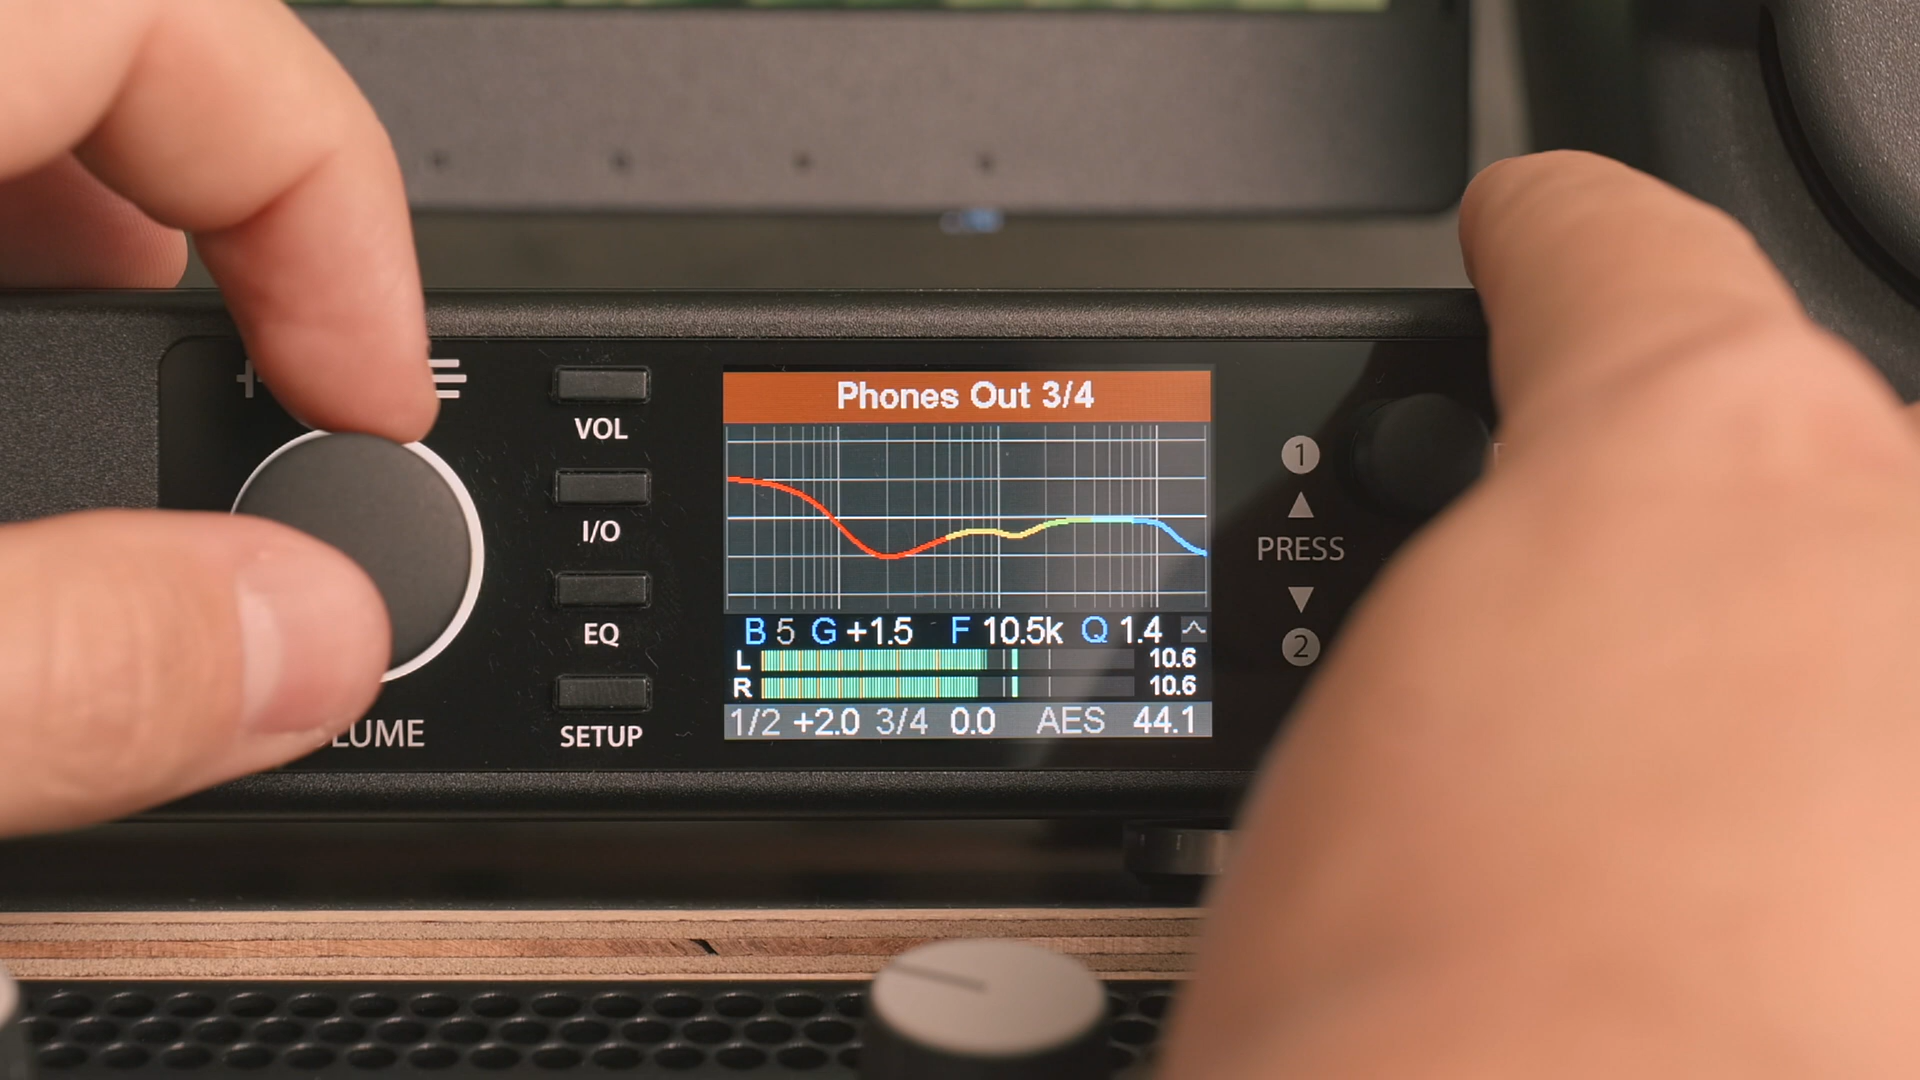 Phones Out 3/4
VOL
I/O
EQ
SETUP
B 5 G +1.5 F 10.5k Q 1.4
L 10.6
R 10.6
1/2 +2.0 3/4 0.0 AES 44.1
1
PRESS
2
LUME